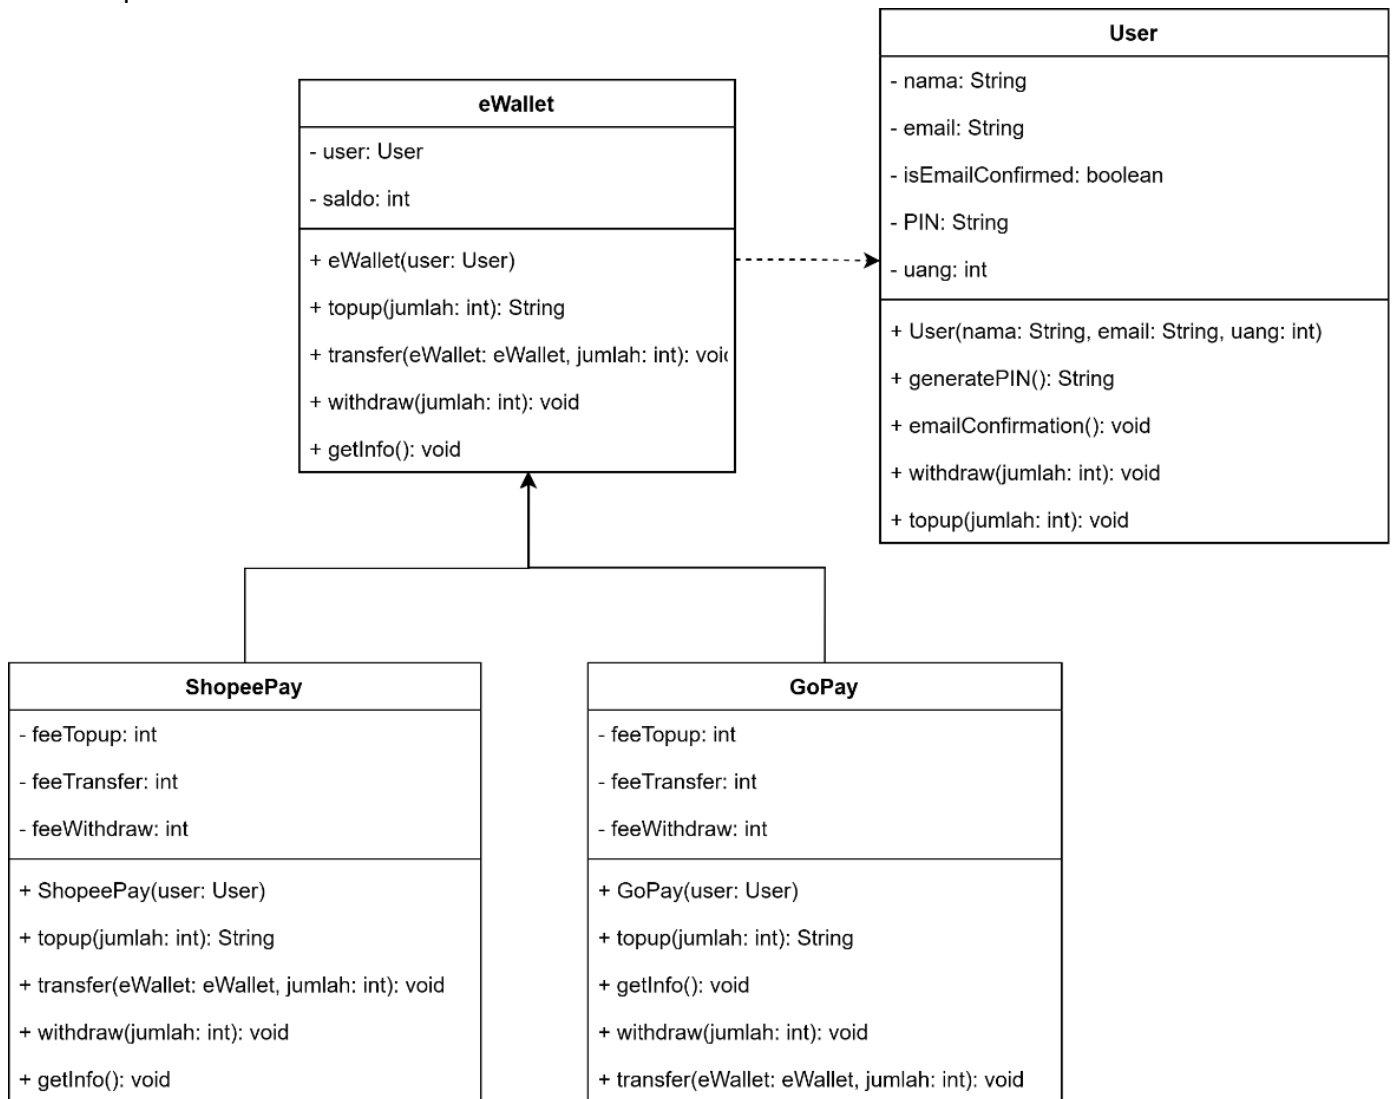 User
- nama: String
- email: String
- isEmailConfirmed: boolean
- PIN: String
- uang: int
+ User(nama: String, email: String, uang: int)
+ generatePIN(): String
+ emailConfirmation(): void
+ withdraw(jumlah: int): void
+ topup(jumlah: int): void
eWallet
- user: User
- saldo: int
+ eWallet(user: User)
+ topup(jumlah: int): String
+ transfer(eWallet: eWallet, jumlah: int): voi
+ withdraw(jumlah: int): void
+ getInfo(): void
ShopeePay
- feeTopup: int
- feeTransfer: int
- feeWithdraw: int
+ ShopeePay(user: User)
+ topup(jumlah: int): String
+ transfer(eWallet: eWallet, jumlah: int): void
+ withdraw(jumlah: int): void
+ getInfo(): void
GoPay
- feeTopup: int
- feeTransfer: int
- feeWithdraw: int
+ GoPay(user: User)
+ topup(jumlah: int): String
+ getInfo(): void
+ withdraw(jumlah: int): void
+ transfer(eWallet: eWallet, jumlah: int): void